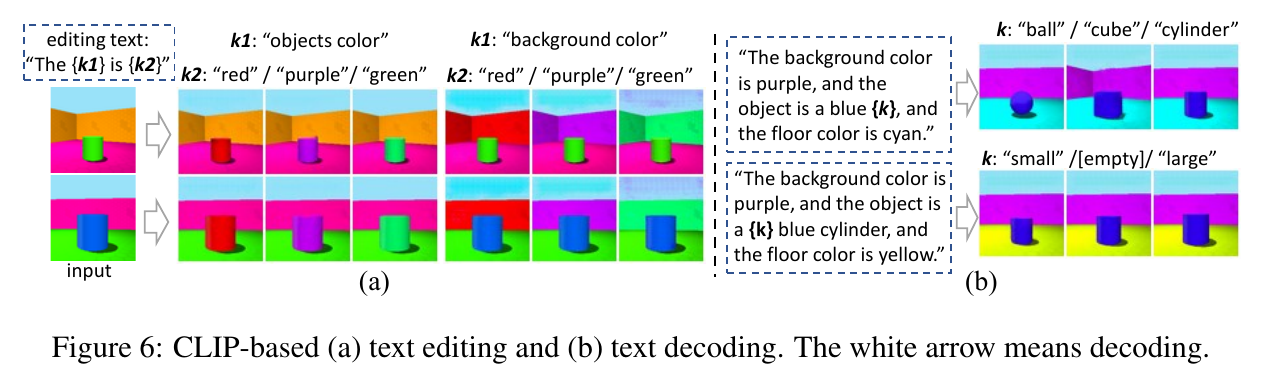 editing text:
"The {k1} is {k2}"
k1: "objects color"
k2: "red" / "purple"/ "green"
k1: "background color"
k2: "red" / "purple"/ "green"
input
(a)
"The background color
is purple, and the
object is a blue {k}, and
the floor color is cyan."
k: "ball" / "cube"/ "cylinder"
"The background color is
purple, and the object is
a {k} blue cylinder, and
the floor color is yellow."
k: "small" /[empty]/ "large"
(b)
Figure 6: CLIP-based (a) text editing and (b) text decoding. The white arrow means decoding.